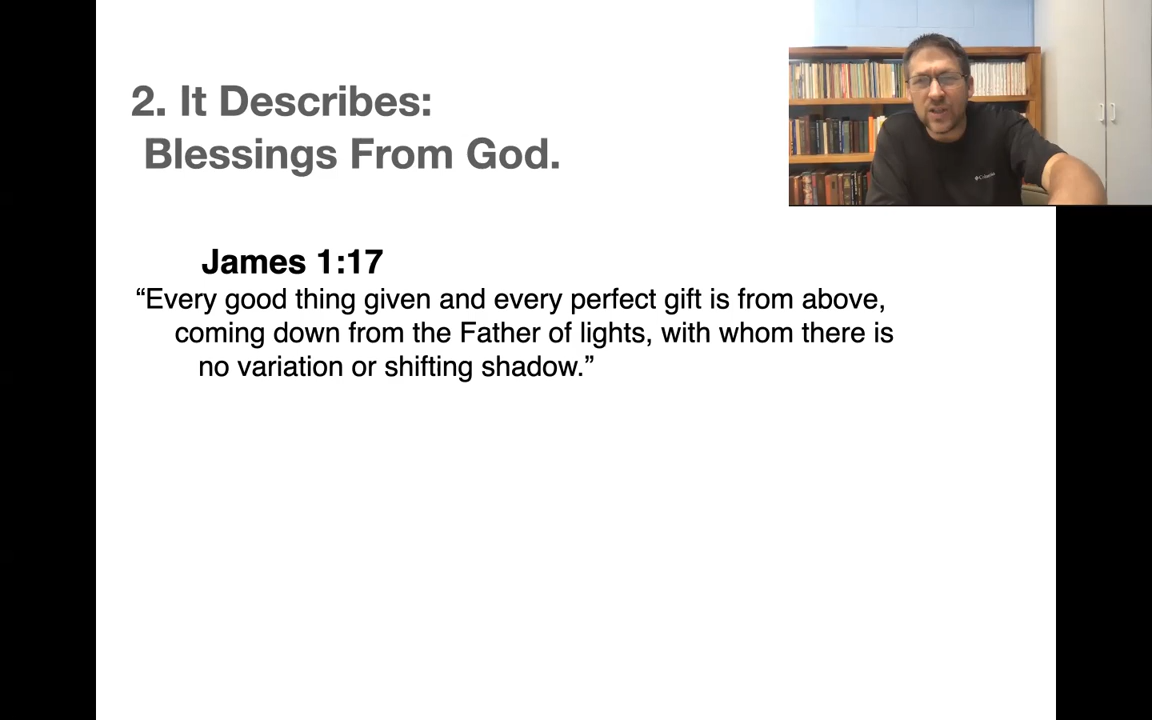 2. It Describes:
Blessings From God.
James 1:17
“Every good thing given and every perfect gift is from above,
coming down from the Father of lights, with whom there is
no variation or shifting shadow.”
Columbia